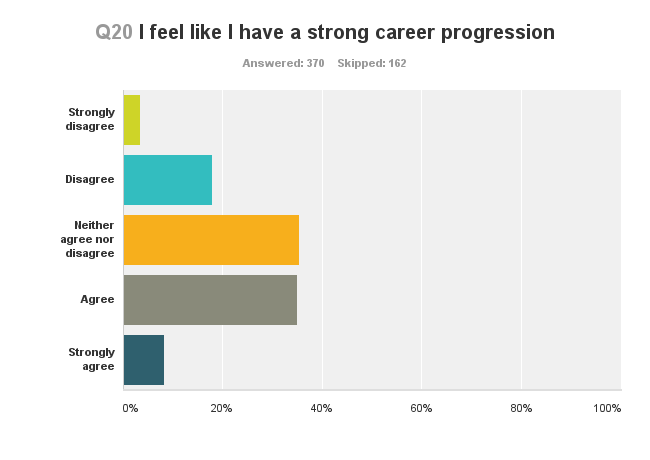 Q20 I feel like I have a strong career progression
Answered: 370 Skipped: 162
Strongly
disagree
Disagree
Neither
agree nor
disagree
Agree
Strongly
agree
0% 20% 40% 60% 80% 100%